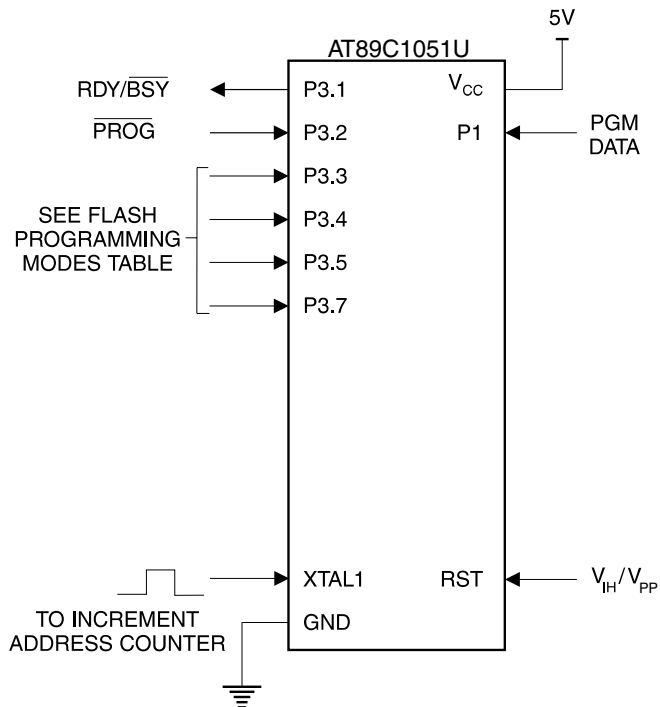 5V
AT89C1051U
RDY/BSY
P3.1
VCC
PROG
P3.2
P1
PGM
DATA
P3.3
SEE FLASH
PROGRAMMING
MODES TABLE
P3.4
P3.5
P3.7
XTAL1
RST
VIH/VPP
TO INCREMENT
ADDRESS COUNTER
GND